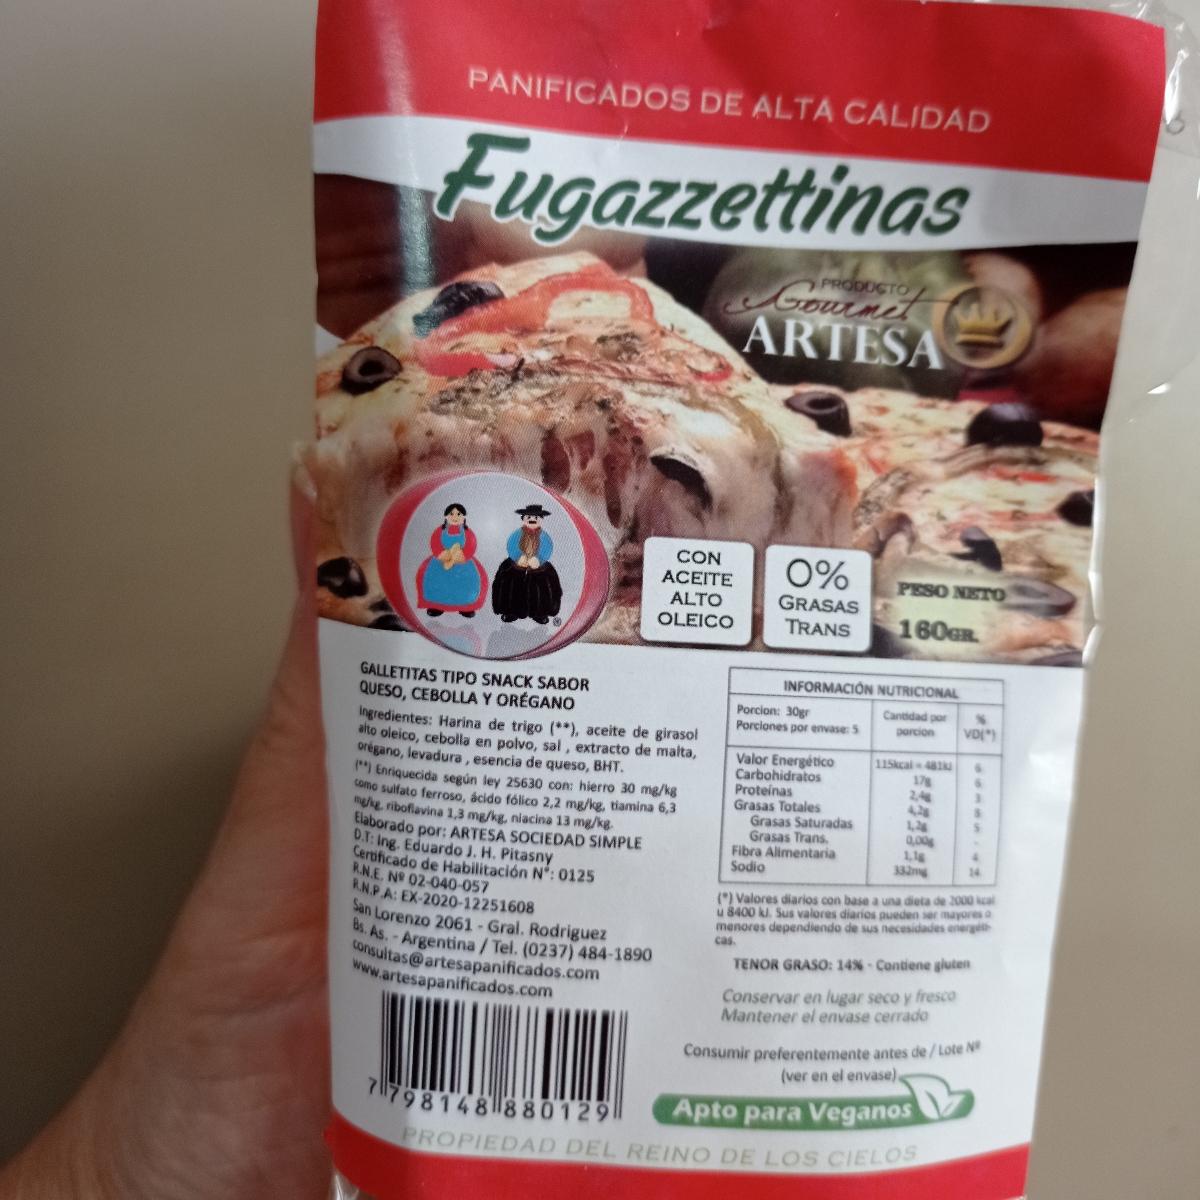 PANIFICADOS DE ALTA CALIDAD
Fugazzettinas
PRODUCTO
Gourmet
ARTESA
CON
ACEITE
ALTO
OLEICO
0%
GRASAS
TRANS
PESO NETO
160GR.
®
GALLETITAS TIPO SNACK SABOR
QUESO, CEBOLLA Y ORÉGANO
Ingredientes: Harina de trigo (**), aceite de girasol
alto oleico, cebolla en polvo, sal , extracto de malta,
orégano, levadura , esencia de queso, BHT.
(**) Enriquecida según ley 25630 con: hierro 30 mg/kg
como sulfato ferroso, ácido fólico 2,2 mg/kg, tiamina 6,3
mg/kg, riboflavina 1,3 mg/kg, niacina 13 mg/kg.
Elaborado por: ARTESA SOCIEDAD SIMPLE
D.T: Ing. Eduardo J. H. Pitasny
Certificado de Habilitación N°: 0125
R.N.E. Nº 02-040-057
R.N.P.A: EX-2020-12251608
San Lorenzo 2061 - Gral. Rodriguez
Bs. As. - Argentina / Tel. (0237) 484-1890
consultas@artesapanificados.com
www.artesapanificados.com
7 798148 880129
INFORMACIÓN NUTRICIONAL
Porcion: 30gr
Porciones por envase: 5
Cantidad por
porcion
%
VD(*)
Valor Energético 115kcal = 481kJ 6
Carbohidratos 17g 6
Proteínas 2,4g 3
Grasas Totales 4,2g 8
Grasas Saturadas 1,2g 5
Grasas Trans. 0,00g -
Fibra Alimentaria 1,1g 4
Sodio 332mg 14
(*) Valores diarios con base a una dieta de 2000 kcal
u 8400 kJ. Sus valores diarios pueden ser mayores o
menores dependiendo de sus necesidades energéti-
cas.
TENOR GRASO: 14% - Contiene gluten
Conservar en lugar seco y fresco
Mantener el envase cerrado
Consumir preferentemente antes de / Lote Nº
(ver en el envase)
Apto para Veganos
PROPIEDAD DEL REINO DE LOS CIELOS